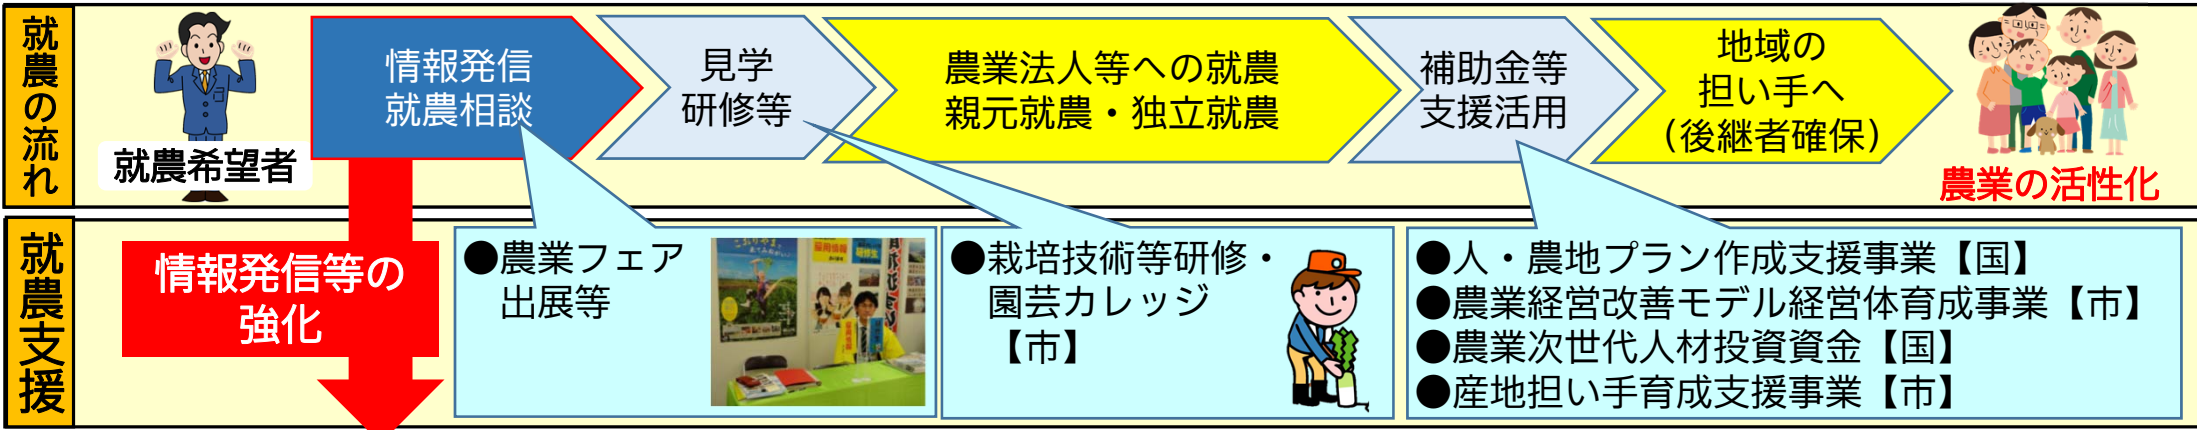 就農の流れ
就農希望者
情報発信
就農相談
見学
研修等
農業法人等への就農
親元就農・独立就農
補助金等
支援活用
地域の
担い手へ
(後継者確保)
農業の活性化
就農支援
情報発信等の
強化
●農業フェア
出展等
●栽培技術等研修・
園芸カレッジ
【市】
●人・農地プラン作成支援事業【国】
●農業経営改善モデル経営体育成事業【市】
●農業次世代人材投資資金【国】
●産地担い手育成支援事業【市】